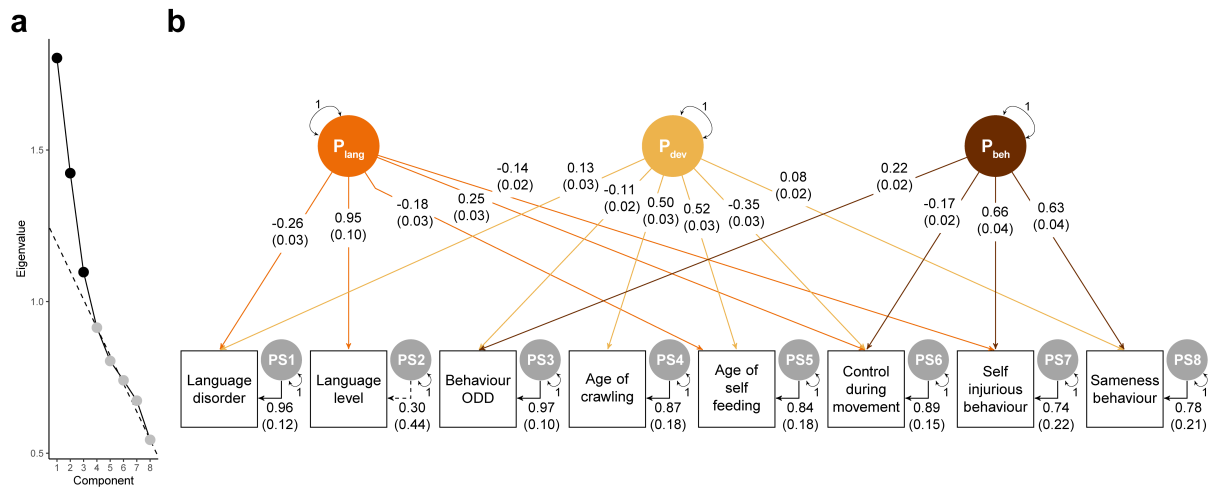 a
b
Eigenvalue
1.5
1.0
0.5
1 2 3 4 5 6 7 8
Component
1
1
1
P lang
P dev
P beh
-0.26
(0.03)
0.95
(0.10)
-0.18
(0.03)
0.25
(0.03)
-0.14
(0.02)
0.13
(0.03)
-0.11
(0.02)
0.50
(0.03)
0.52
(0.03)
-0.35
(0.03)
0.08
(0.02)
0.22
(0.02)
-0.17
(0.02)
0.66
(0.04)
0.63
(0.04)
Language
disorder
PS1
1
0.96
(0.12)
Language
level
PS2
1
0.30
(0.44)
Behaviour
ODD
PS3
1
0.97
(0.10)
Age of
crawling
PS4
1
0.87
(0.18)
Age of
self
feeding
PS5
1
0.84
(0.18)
Control
during
movement
PS6
1
0.89
(0.15)
Self
injurious
behaviour
PS7
1
0.74
(0.22)
Sameness
behaviour
PS8
1
0.78
(0.21)